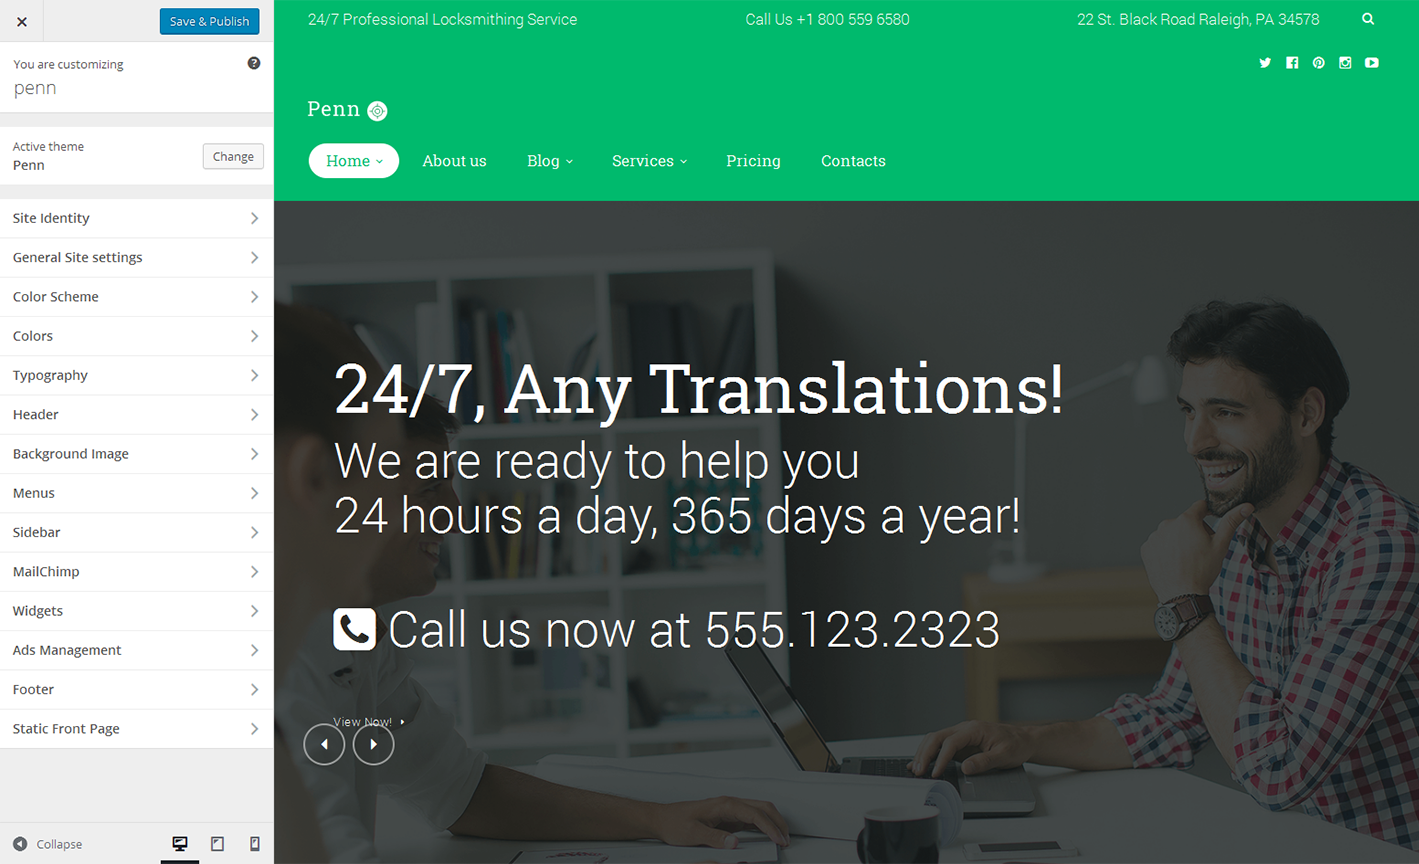 Save & Publish
You are customizing
penn
Active theme
Penn
Change
Site Identity
General Site settings
Color Scheme
Colors
Typography
Header
Background Image
Menus
Sidebar
MailChimp
Widgets
Ads Management
Footer
Static Front Page
Collapse
24/7 Professional Locksmithing Service
Call Us +1 800 559 6580
22 St. Black Road Raleigh, PA 34578
Penn
Home About us Blog Services Pricing Contacts
24/7, Any Translations!
We are ready to help you
24 hours a day, 365 days a year!
Call us now at 555.123.2323
View Now!